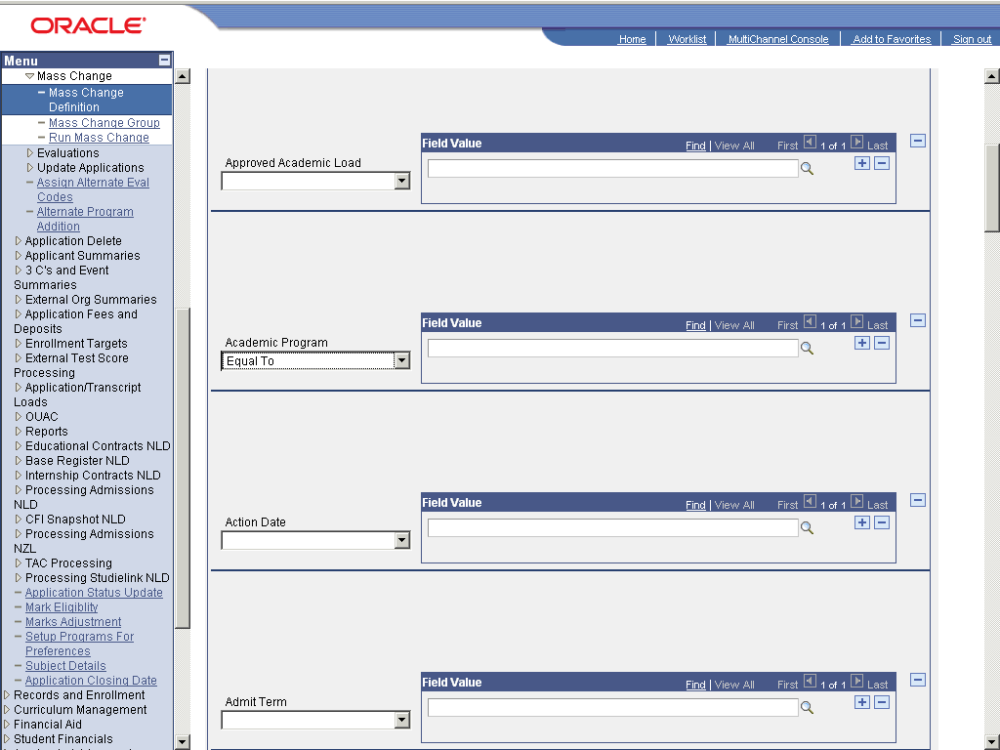 ORACLE®
Home
Worklist
MultiChannel Console
Add to Favorites
Sign out
Menu
Mass Change
Mass Change
Definition
Mass Change Group
Run Mass Change
Evaluations
Update Applications
Assign Alternate Eval
Codes
Alternate Program
Addition
Application Delete
Applicant Summaries
3 C's and Event
Summaries
External Org Summaries
Application Fees and
Deposits
Enrollment Targets
External Test Score
Processing
Application/Transcript
Loads
OUAC
Reports
Educational Contracts NLD
Base Register NLD
Internship Contracts NLD
Processing Admissions
NLD
CFI Snapshot NLD
Processing Admissions
NZL
TAC Processing
Processing Studielink NLD
Application Status Update
Mark Eligiblity
Marks Adjustment
Setup Programs For
Preferences
Subject Details
Application Closing Date
Records and Enrollment
Curriculum Management
Financial Aid
Student Financials
Field Value Find | View All First 1 of 1 Last
Approved Academic Load
Field Value Find | View All First 1 of 1 Last
Academic Program
Equal To
Field Value Find | View All First 1 of 1 Last
Action Date
Field Value Find | View All First 1 of 1 Last
Admit Term